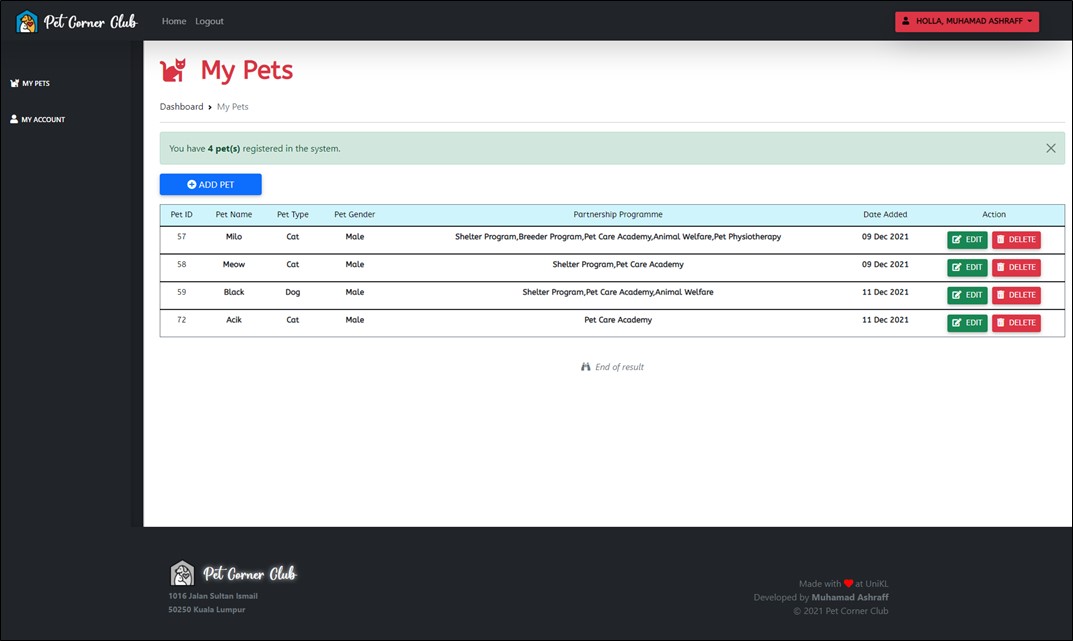 Pet Corner Club Home Logout HOLLA, MUHAMAD ASHRAFF
MY PETS
MY ACCOUNT
My Pets
Dashboard My Pets
You have 4 pet(s) registered in the system.
ADD PET
Pet ID Pet Name Pet Type Pet Gender Partnership Programme Date Added Action
57 Milo Cat Male Shelter Program,Breeder Program,Pet Care Academy,Animal Welfare,Pet Physiotherapy 09 Dec 2021 EDIT DELETE
58 Meow Cat Male Shelter Program,Pet Care Academy 09 Dec 2021 EDIT DELETE
59 Black Dog Male Shelter Program,Pet Care Academy,Animal Welfare 11 Dec 2021 EDIT DELETE
72 Acik Cat Male Pet Care Academy 11 Dec 2021 EDIT DELETE
End of result
Pet Corner Club
1016 Jalan Sultan Ismail
50250 Kuala Lumpur
Made with ❤ at UniKL
Developed by Muhamad Ashraff
© 2021 Pet Corner Club